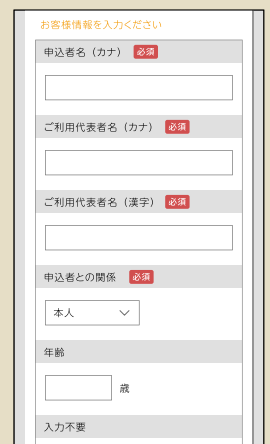 お客様情報を入力ください
申込者名（カナ） 必須
ご利用代表者名（カナ） 必須
ご利用代表者名（漢字） 必須
申込者との関係 必須
本人
年齢
歳
入力不要